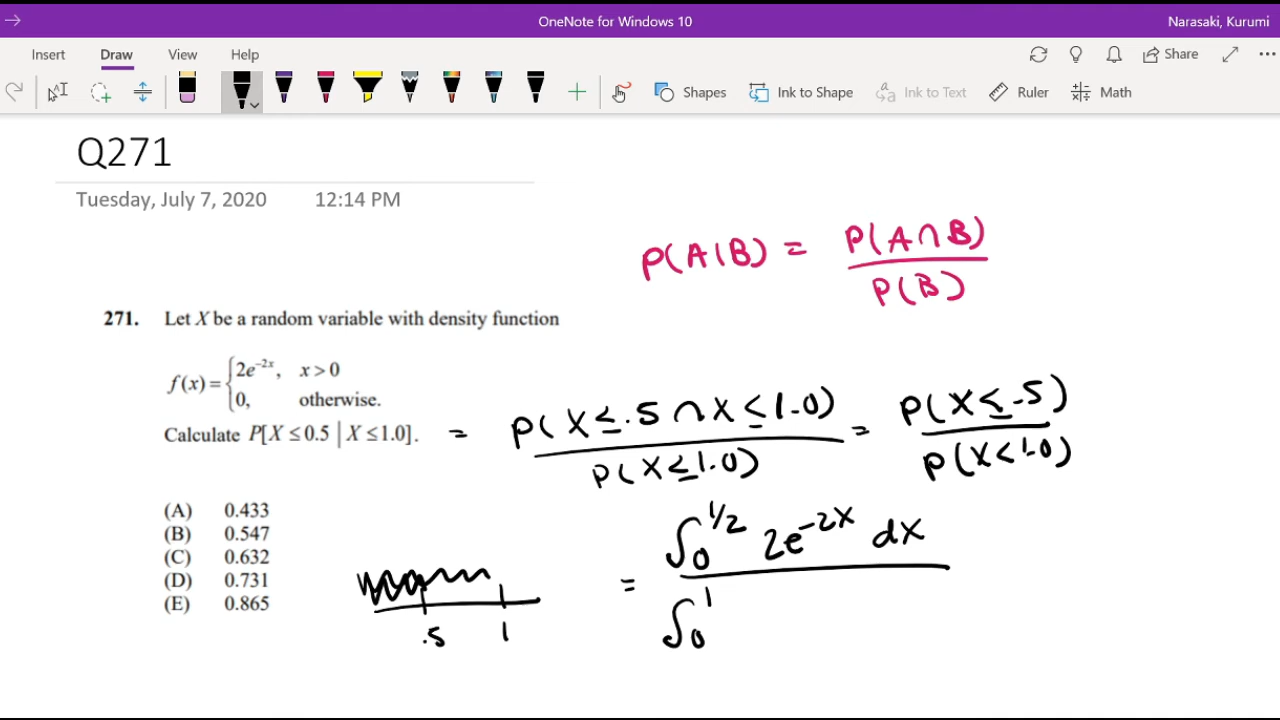 OneNote for Windows 10
Narasaki, Kurumi
Insert Draw View Help Share
Shapes Ink to Shape Ink to Text Ruler Math
Q271
Tuesday, July 7, 2020 12:14 PM
P(A|B) = P(A∩B) / P(B)
271. Let X be a random variable with density function
f(x) = { 2e^{-2x}, x > 0
0, otherwise.
Calculate P[X ≤ 0.5 | X ≤ 1.0].
= P(X ≤ .5 ∩ X ≤ 1.0) / P(X ≤ 1.0) = P(X ≤ .5) / P(X < 1.0)
(A) 0.433
(B) 0.547
(C) 0.632
(D) 0.731
(E) 0.865
.5 1
= ∫_0^{1/2} 2e^{-2x} dx
∫_0^1